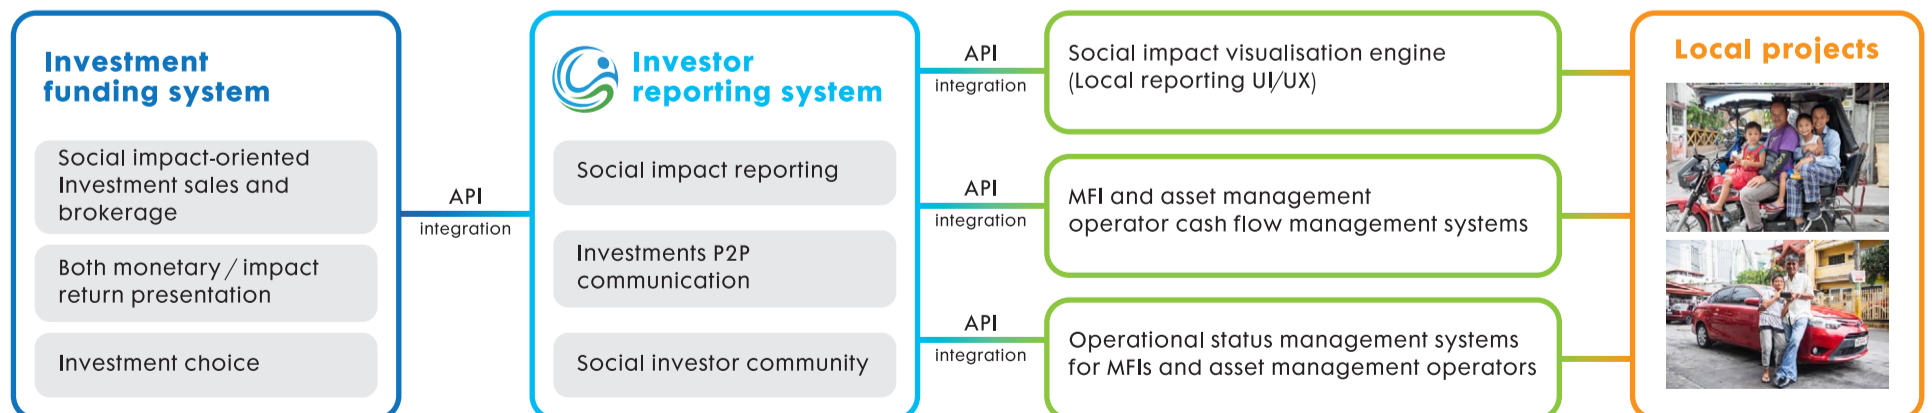 Investment
funding system
Social impact-oriented
Investment sales and
brokerage
Both monetary / impact
return presentation
Investment choice
API
integration
Investor
reporting system
Social impact reporting
Investments P2P
communication
Social investor community
API
integration
Social impact visualisation engine
(Local reporting UI/UX)
API
integration
MFI and asset management
operator cash flow management systems
API
integration
Operational status management systems
for MFIs and asset management operators
Local projects